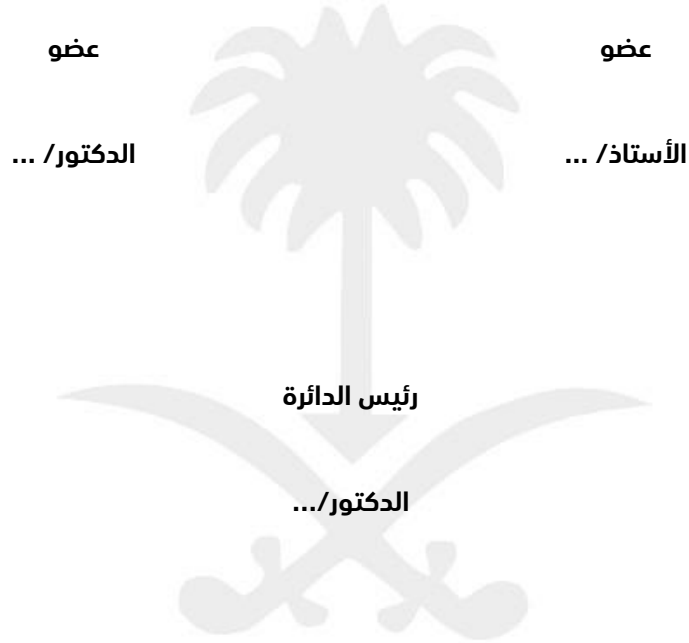 عضو
عضو
الأستاذ/ ...
الدكتور/ ...
رئيس الدائرة
الدكتور/...